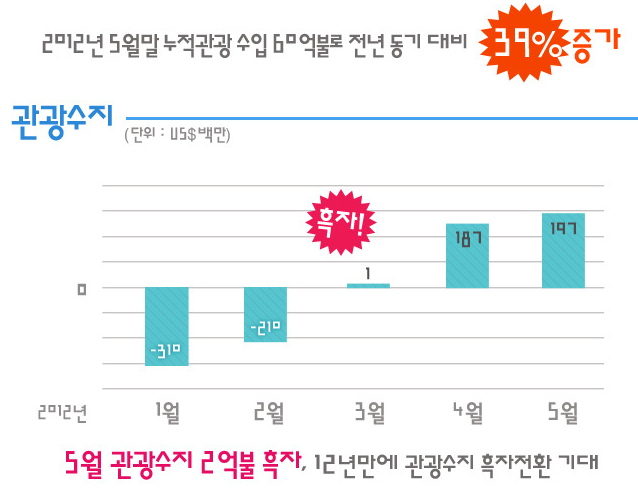 2012년 5월말 누적관광 수입 60억불로 전년 동기 대비 39% 증가
관광수지
(단위 : US$ 백만)
흑자!
187
197
1
0
-310
-210
2012년 1월 2월 3월 4월 5월
5월 관광수지 2억불 흑자, 12년만에 관광수지 흑자전환 기대